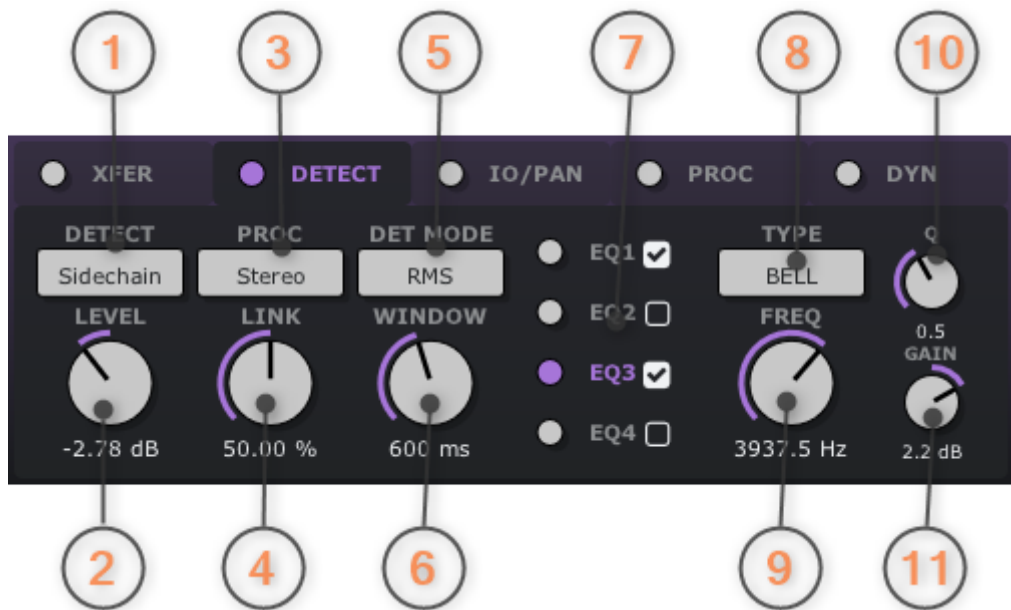 1 3 5 7 8 10
XFER DETECT IO/PAN PROC DYN
DETECT PROC DET MODE EQ1 TYPE Q
Sidechain Stereo RMS BELL
LEVEL LINK WINDOW EQ2 FREQ 0.5
GAIN
EQ3
-2.78 dB 50.00 % 600 ms EQ4 3937.5 Hz 2.2 dB
2 4 6 9 11